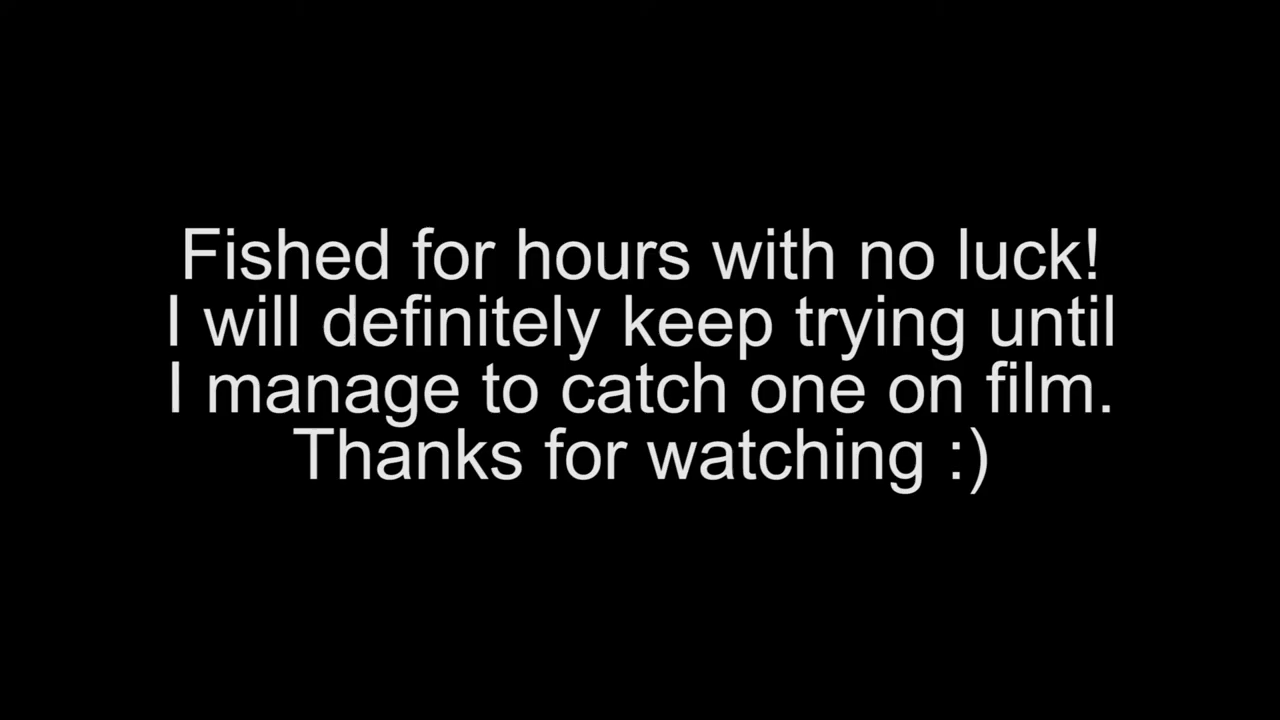 Fished for hours with no luck!
I will definitely keep trying until
I manage to catch one on film.
Thanks for watching :)